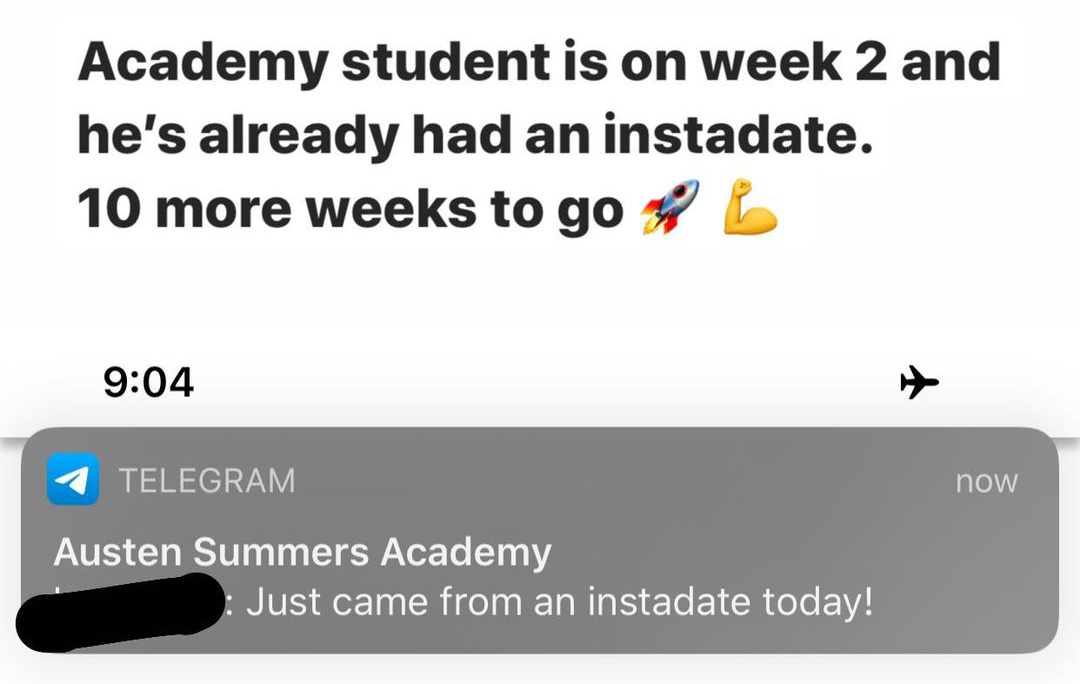 Academy student is on week 2 and
he's already had an instadate.
10 more weeks to go 🚀 💪
9:04
TELEGRAM now
Austen Summers Academy
: Just came from an instadate today!